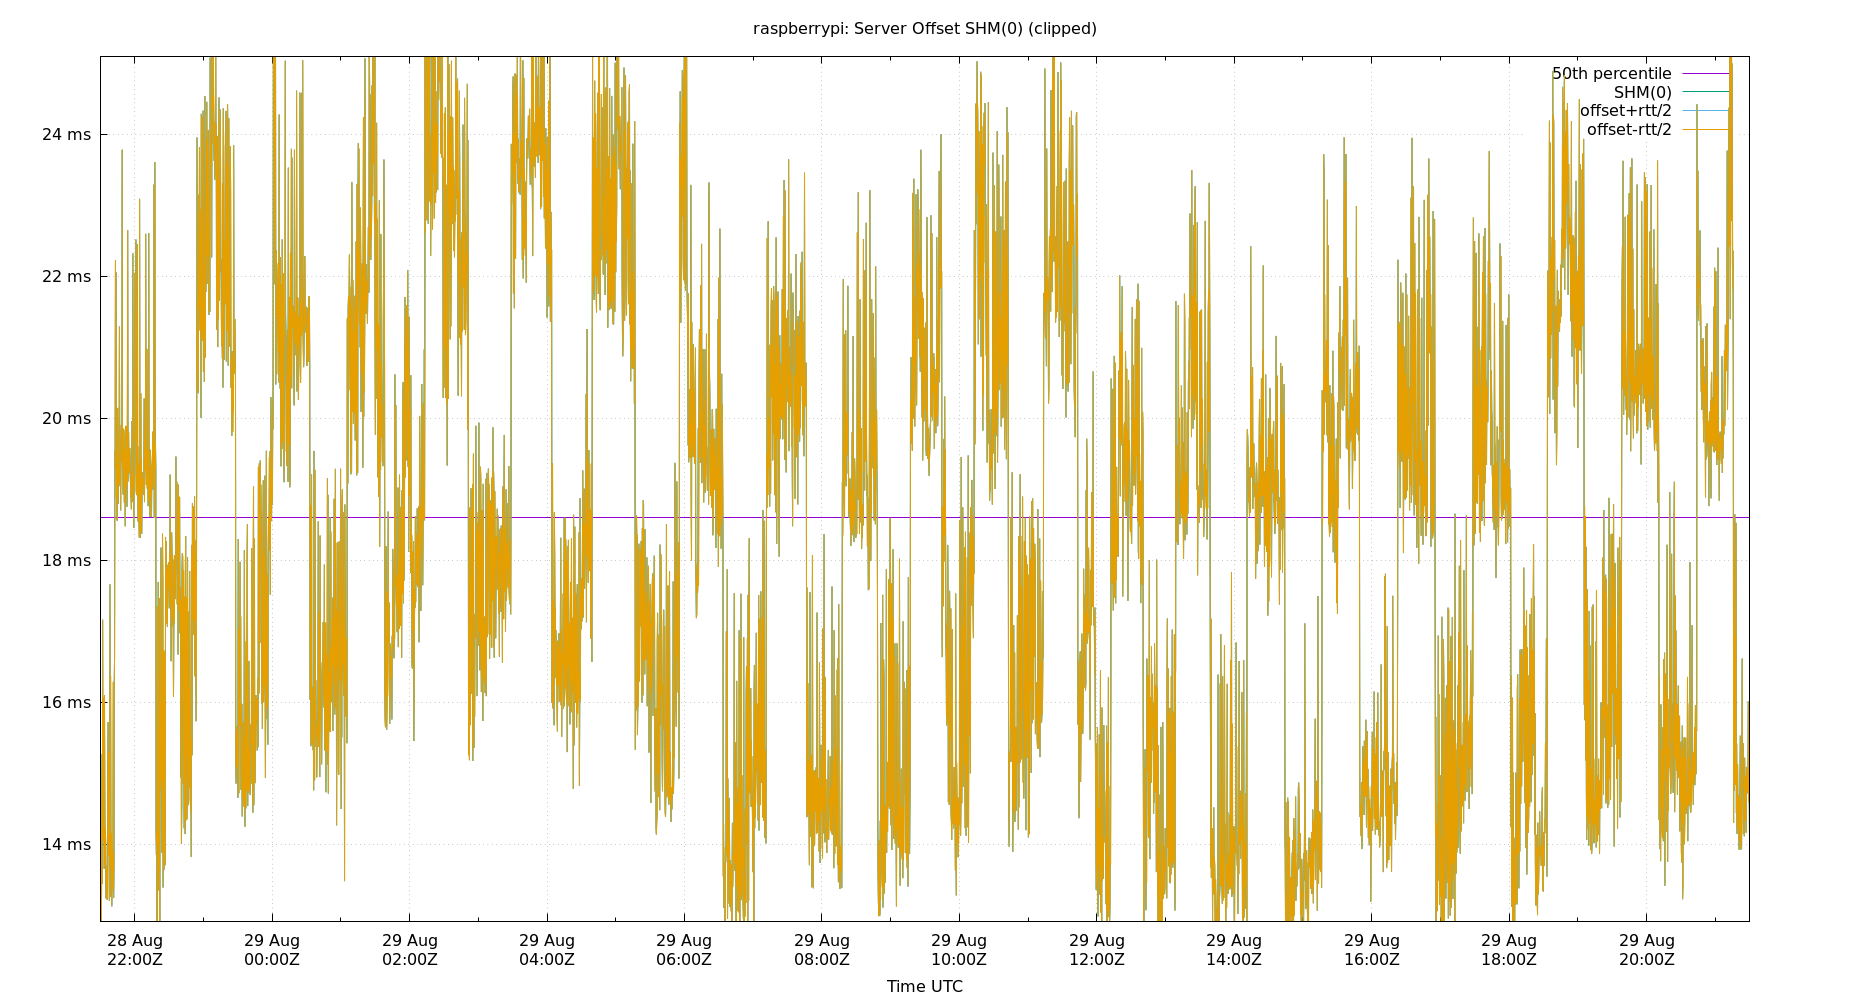 raspberrypi: Server Offset SHM(0) (clipped)
50th percentile
SHM(0)
offset+rtt/2
offset-rtt/2
24 ms
22 ms
20 ms
18 ms
16 ms
14 ms
28 Aug 29 Aug 29 Aug 29 Aug 29 Aug 29 Aug 29 Aug 29 Aug 29 Aug 29 Aug 29 Aug 29 Aug
22:00Z 00:00Z 02:00Z 04:00Z 06:00Z 08:00Z 10:00Z 12:00Z 14:00Z 16:00Z 18:00Z 20:00Z
Time UTC